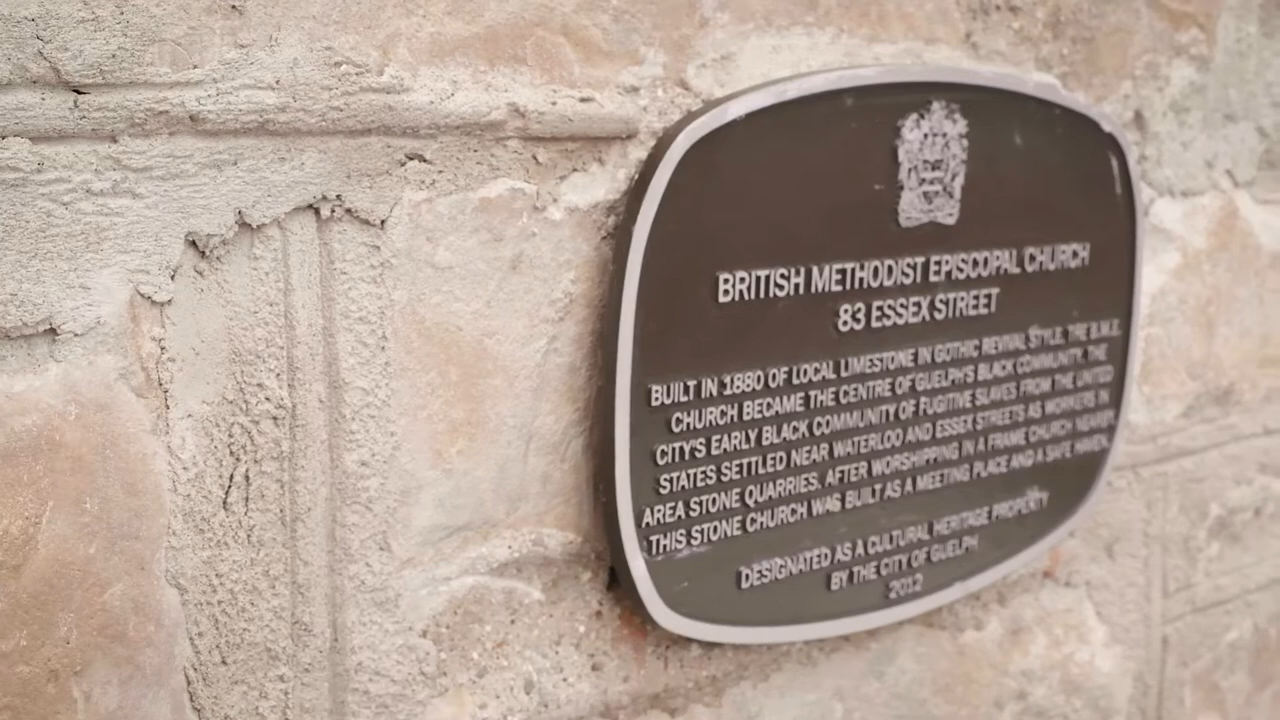 BRITISH METHODIST EPISCOPAL CHURCH
83 ESSEX STREET
BUILT IN 1880 OF LOCAL LIMESTONE IN GOTHIC REVIVAL STYLE, THE B.M.E.
CHURCH BECAME THE CENTRE OF GUELPH'S BLACK COMMUNITY. THE
CITY'S EARLY BLACK COMMUNITY OF FUGITIVE SLAVES FROM THE UNITED
STATES SETTLED NEAR WATERLOO AND ESSEX STREETS AS WORKERS IN
AREA STONE QUARRIES. AFTER WORSHIPPING IN A FRAME CHURCH NEARBY,
THIS STONE CHURCH WAS BUILT AS A MEETING PLACE AND A SAFE HAVEN.
DESIGNATED AS A CULTURAL HERITAGE PROPERTY
BY THE CITY OF GUELPH
2012